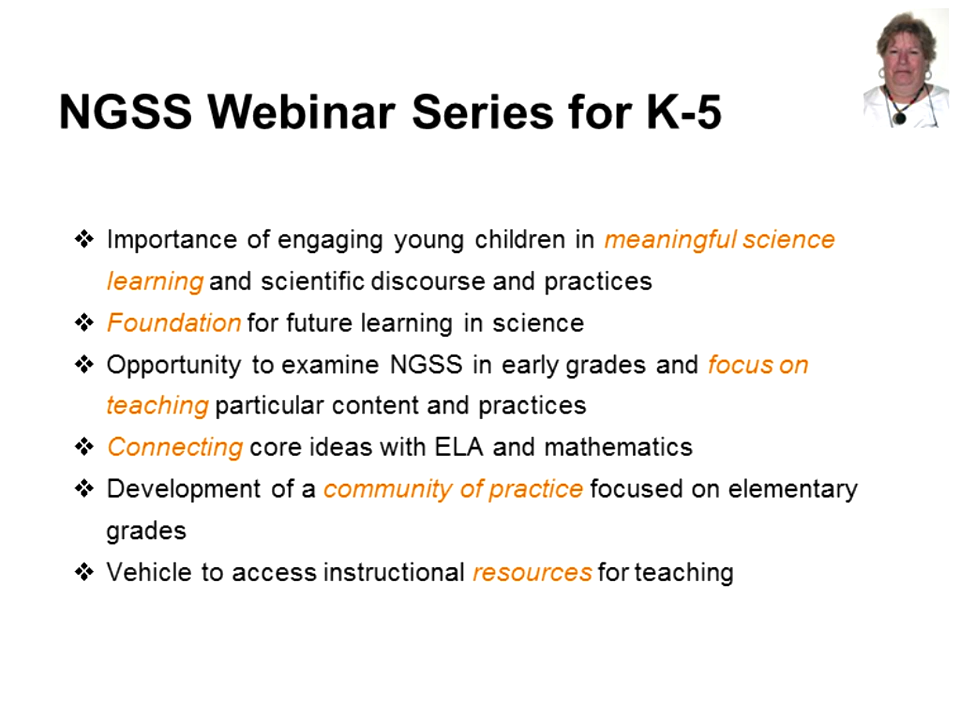 NGSS Webinar Series for K-5
❖ Importance of engaging young children in meaningful science
learning and scientific discourse and practices
❖ Foundation for future learning in science
❖ Opportunity to examine NGSS in early grades and focus on
teaching particular content and practices
❖ Connecting core ideas with ELA and mathematics
❖ Development of a community of practice focused on elementary
grades
❖ Vehicle to access instructional resources for teaching